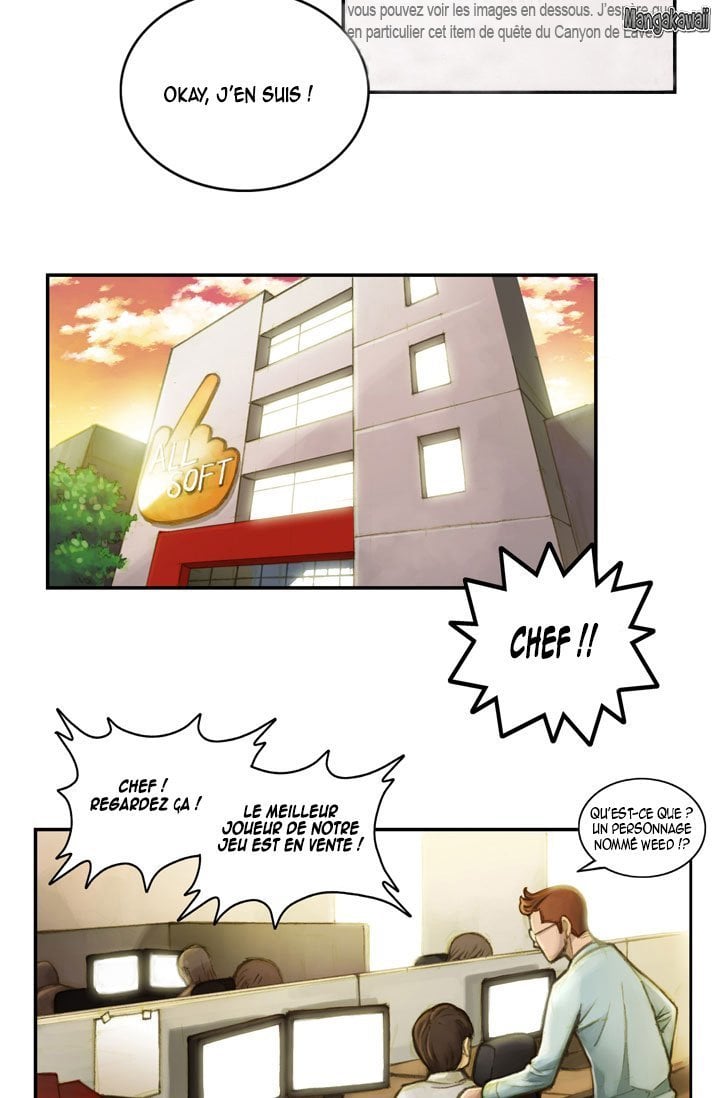 vous pouvez voir les images en dessous. J'espère que
en particulier cet item de quête du Canyon de Lave.
Mangakawaii
OKAY, J'EN SUIS !
ALL
SOFT
CHEF !!
CHEF !
REGARDEZ ÇA !
LE MEILLEUR
JOUEUR DE NOTRE
JEU EST EN VENTE !
QU'EST-CE QUE ?
UN PERSONNAGE
NOMMÉ WEED !?